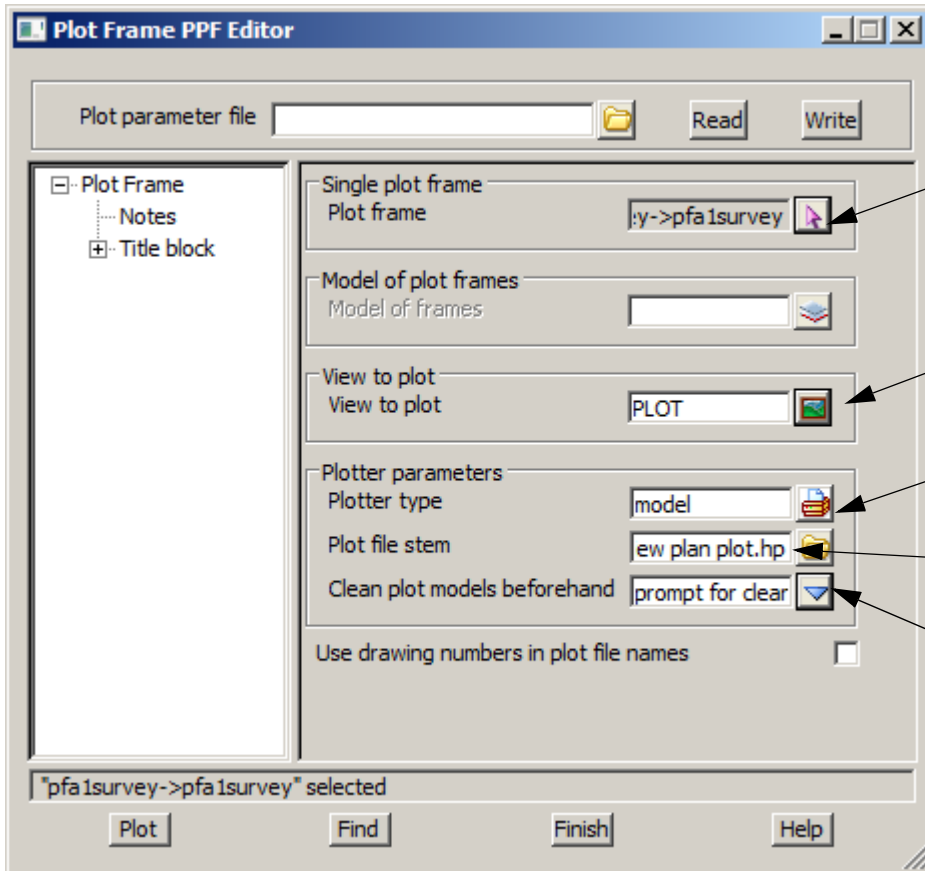 Plot Frame PPF Editor
Plot parameter file
Read
Write
Plot Frame
Notes
Title block
Single plot frame
Plot frame
y->pfa1survey
Model of plot frames
Model of frames
View to plot
View to plot
PLOT
Plotter parameters
Plotter type
model
Plot file stem
ew plan plot.hp
Clean plot models beforehand
prompt for clear
Use drawing numbers in plot file names
"pfa1survey->pfa1survey" selected
Plot
Find
Finish
Help